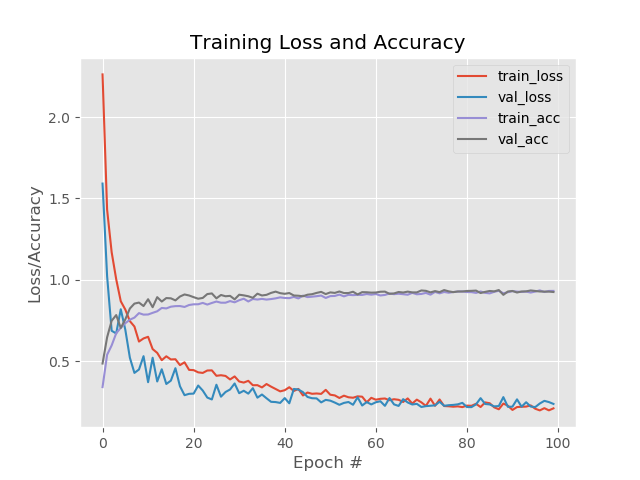 Training Loss and Accuracy
train_loss
val_loss
train_acc
val_acc
2.0
1.5
1.0
0.5
Loss/Accuracy
0 20 40 60 80 100
Epoch #